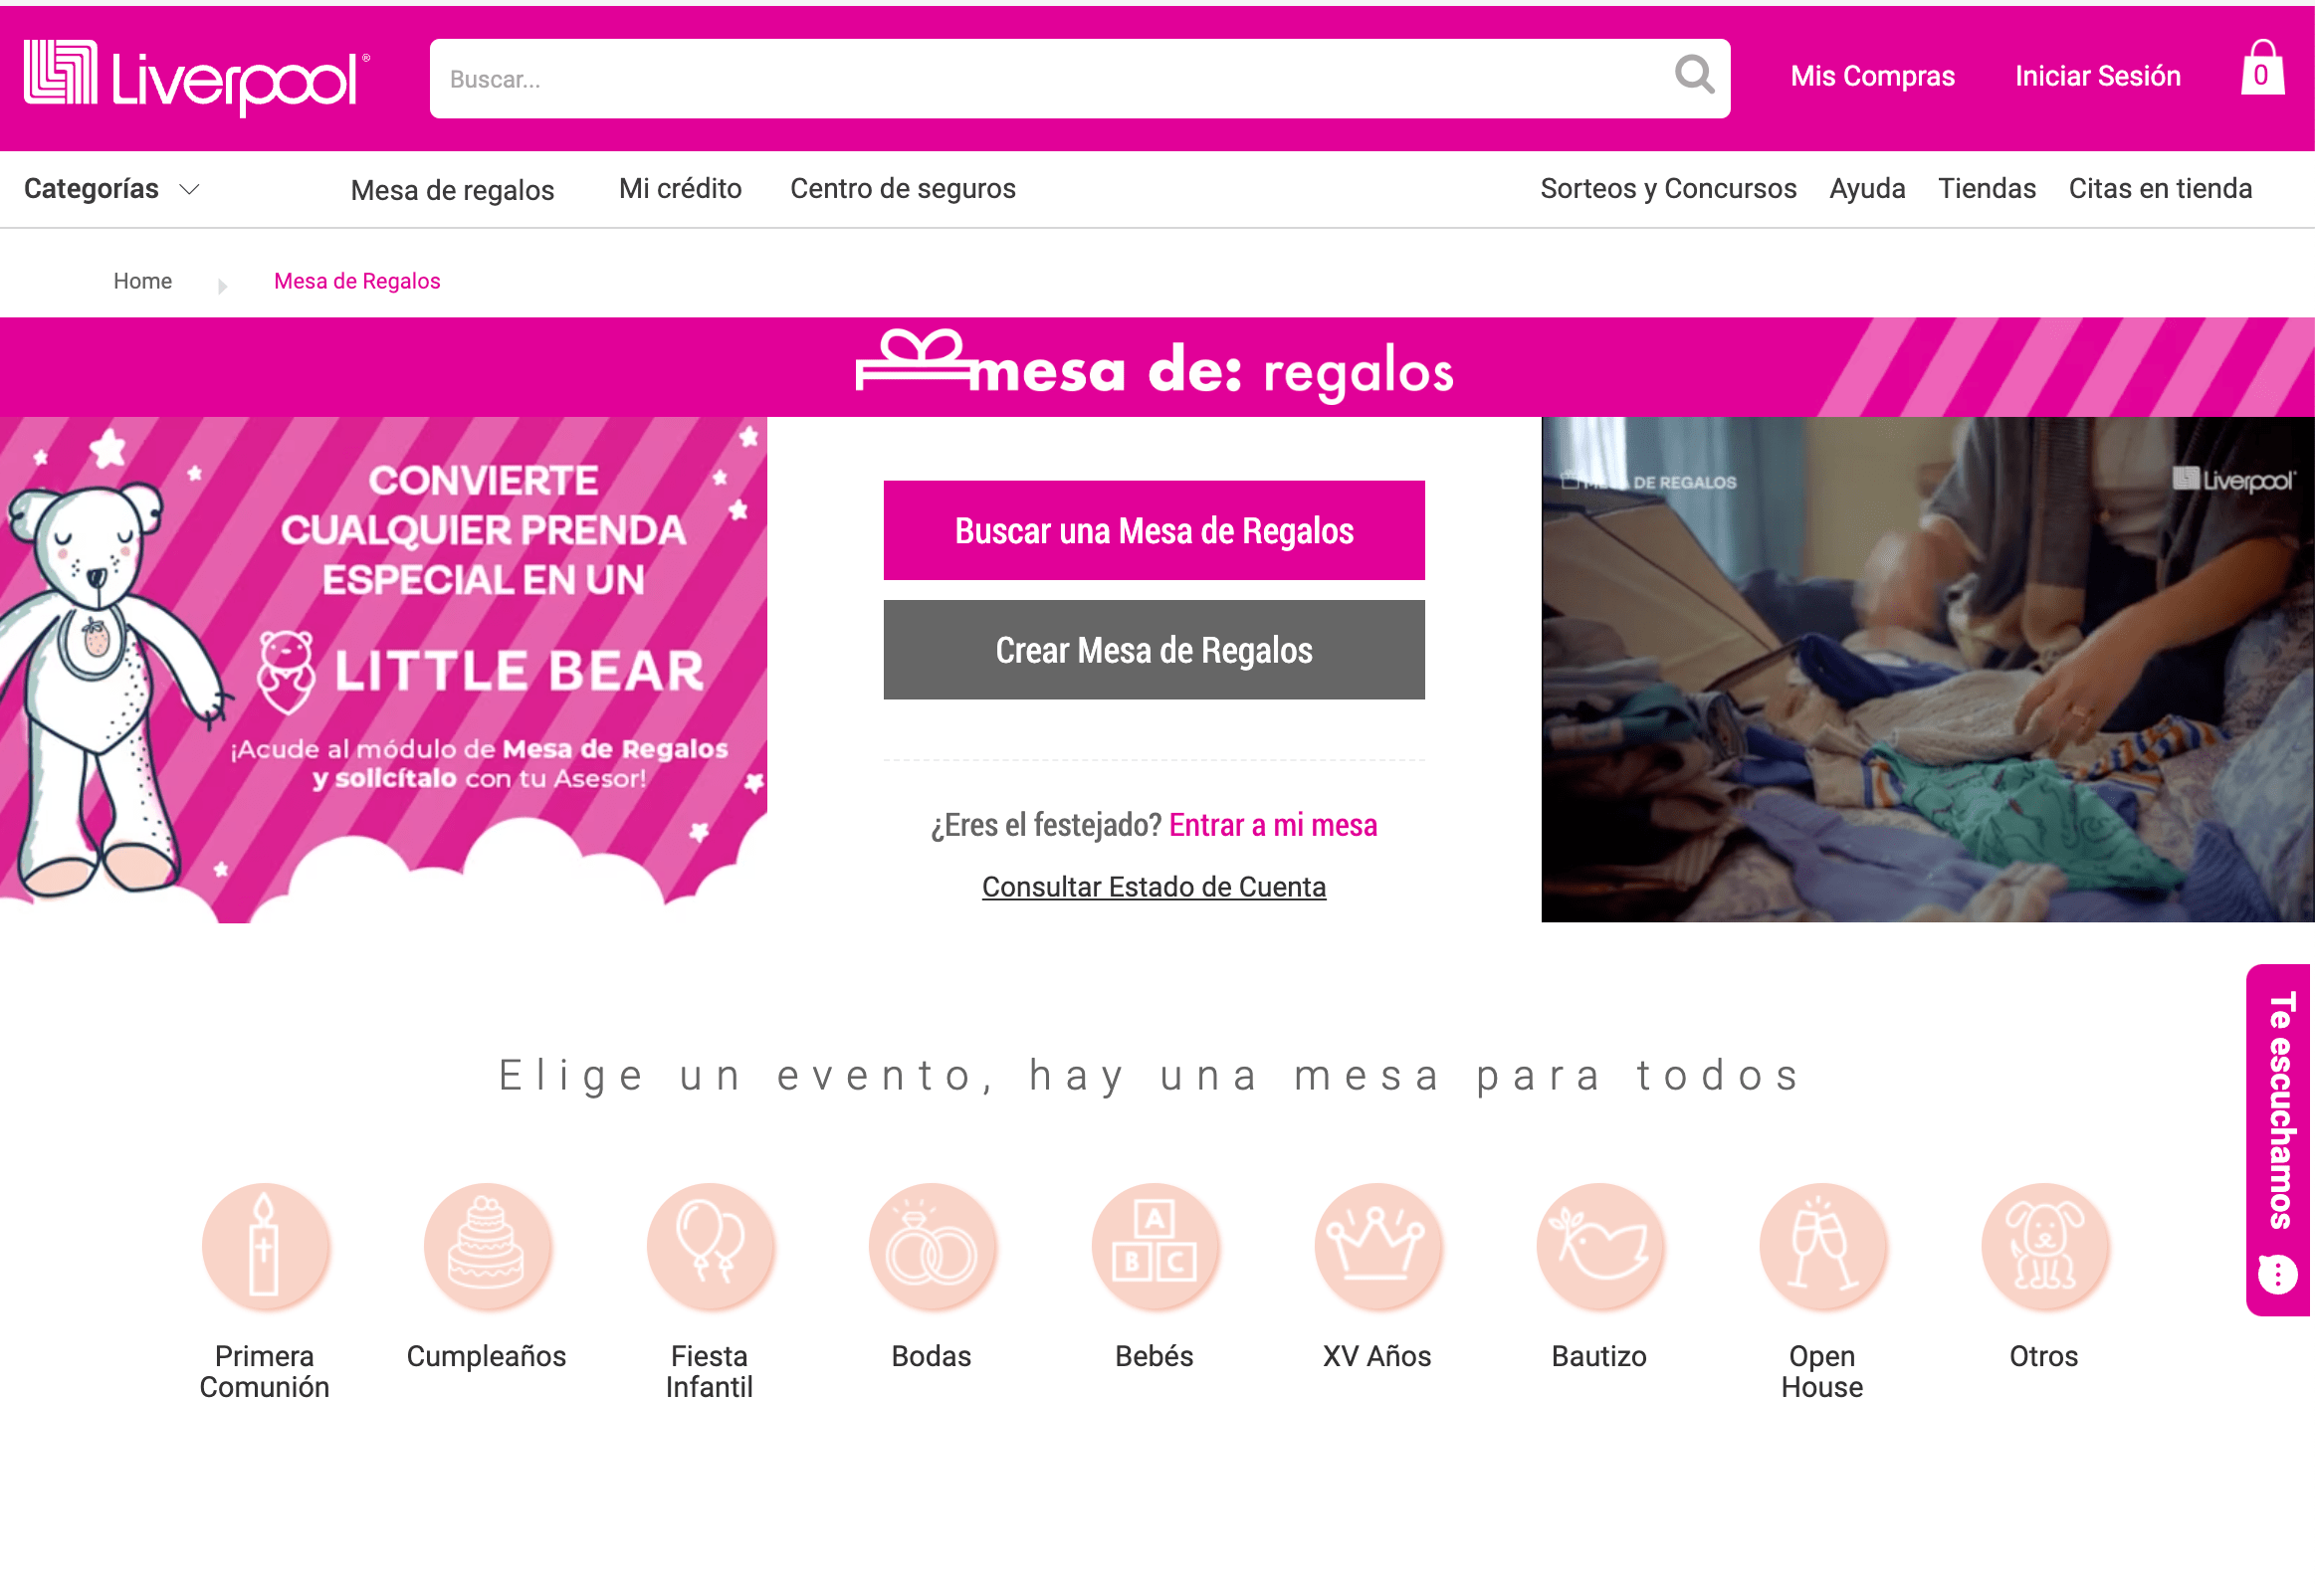 Liverpool®
Buscar...
Mis Compras
Iniciar Sesión
0
Categorías
Mesa de regalos
Mi crédito
Centro de seguros
Sorteos y Concursos
Ayuda
Tiendas
Citas en tienda
Home
Mesa de Regalos
mesa de: regalos
CONVIERTE
CUALQUIER PRENDA
ESPECIAL EN UN
LITTLE BEAR
¡Acude al módulo de Mesa de Regalos
y solicítalo con tu Asesor!
Buscar una Mesa de Regalos
Crear Mesa de Regalos
¿Eres el festejado? Entrar a mi mesa
Consultar Estado de Cuenta
MESA DE REGALOS
Liverpool
Te escuchamos
Elige un evento, hay una mesa para todos
A
B C
Primera
Comunión
Cumpleaños
Fiesta
Infantil
Bodas
Bebés
XV Años
Bautizo
Open
House
Otros